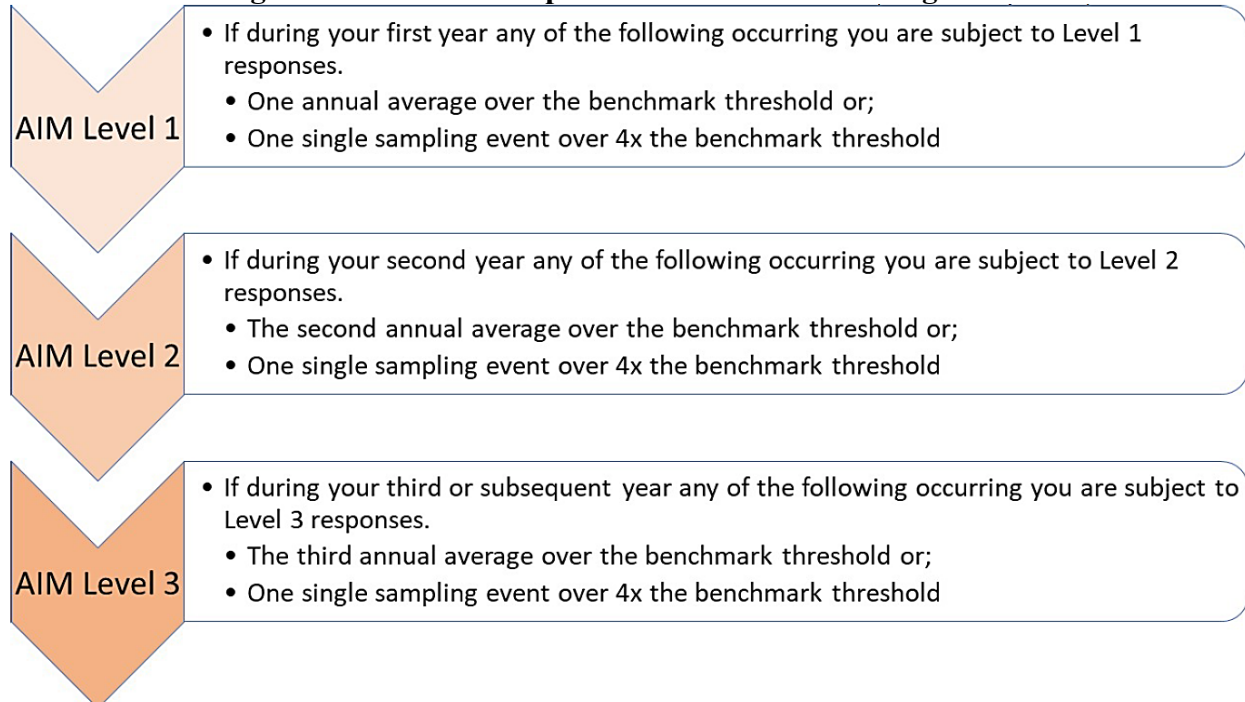 AIM Level 1
• If during your first year any of the following occurring you are subject to Level 1
responses.
• One annual average over the benchmark threshold or;
• One single sampling event over 4x the benchmark threshold
AIM Level 2
• If during your second year any of the following occurring you are subject to Level 2
responses.
• The second annual average over the benchmark threshold or;
• One single sampling event over 4x the benchmark threshold
AIM Level 3
• If during your third or subsequent year any of the following occurring you are subject to
Level 3 responses.
• The third annual average over the benchmark threshold or;
• One single sampling event over 4x the benchmark threshold